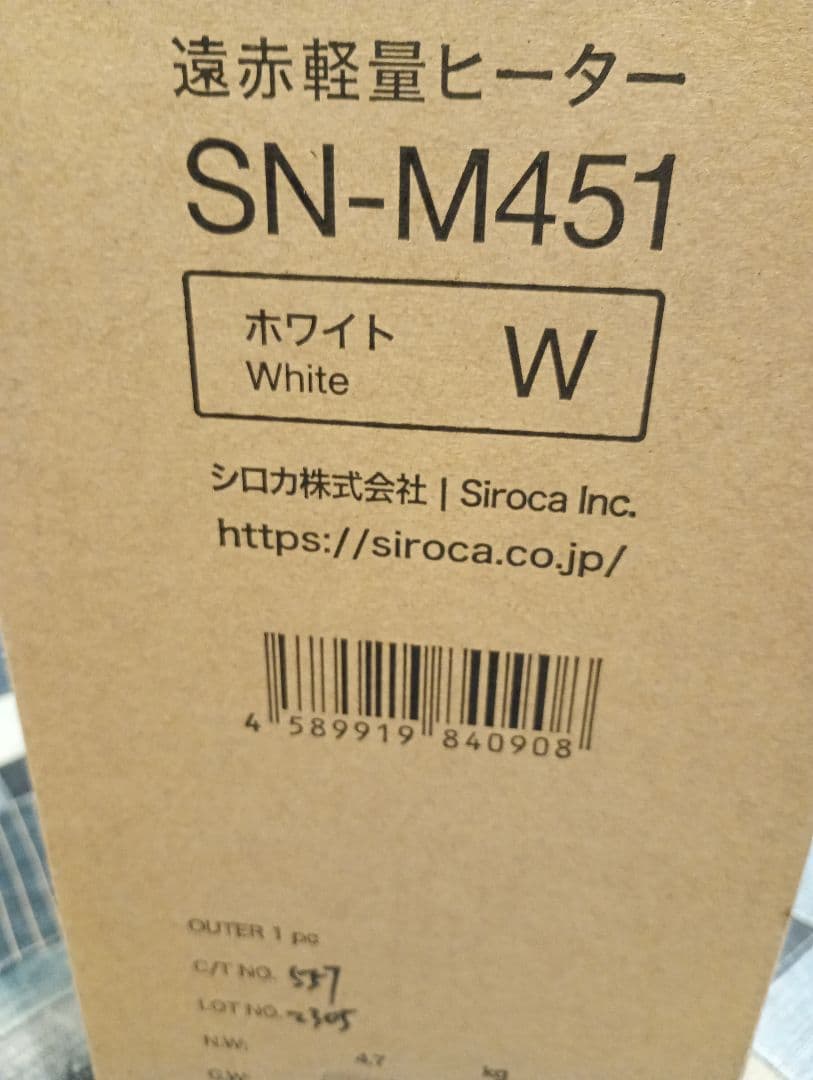 遠赤軽量ヒーター
SN-M451
ホワイト
White
W
シロカ株式会社 | Siroca Inc.
https://siroca.co.jp/
4 589919 840908
OUTER 1 pc
C/T NO. 557
LOT NO. 2305
N.W: 4.7 kg
G.W: